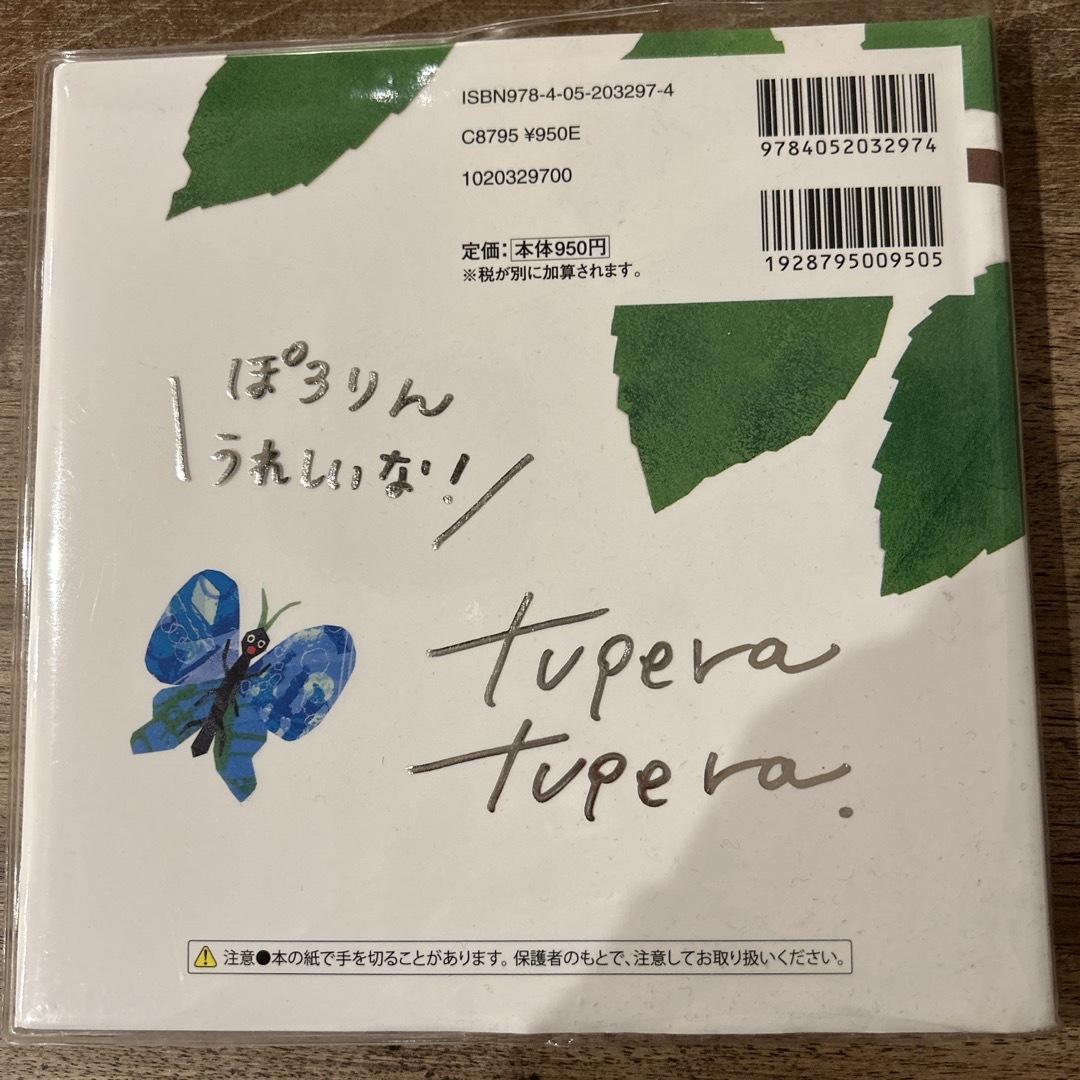 ISBN978-4-05-203297-4
C8795 ¥950E
1020329700
定価：本体950円
※税が別に加算されます。
9784052032974
1928795009505
ぽろりん
うれしいな！
tupera
tupera.
注意●本の紙で手を切ることがあります。保護者のもとで、注意してお取り扱いください。